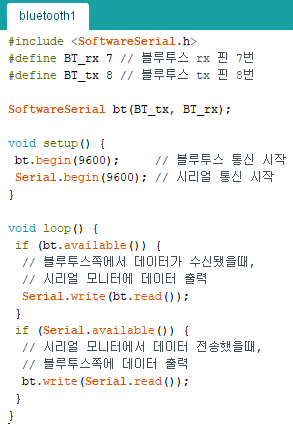 bluetooth1
#include <SoftwareSerial.h>
#define BT_rx 7 // 블루투스 rx 핀 7번
#define BT_tx 8 // 블루투스 tx 핀 8번
SoftwareSerial bt(BT_tx, BT_rx);
void setup() {
bt.begin(9600); // 블루투스 통신 시작
Serial.begin(9600); // 시리얼 통신 시작
}
void loop() {
if (bt.available()) {
// 블루투스쪽에서 데이터가 수신됐을때,
// 시리얼 모니터에 데이터 출력
Serial.write(bt.read());
}
if (Serial.available()) {
// 시리얼 모니터에서 데이터 전송했을때,
// 블루투스쪽에 데이터 출력
bt.write(Serial.read());
}
}